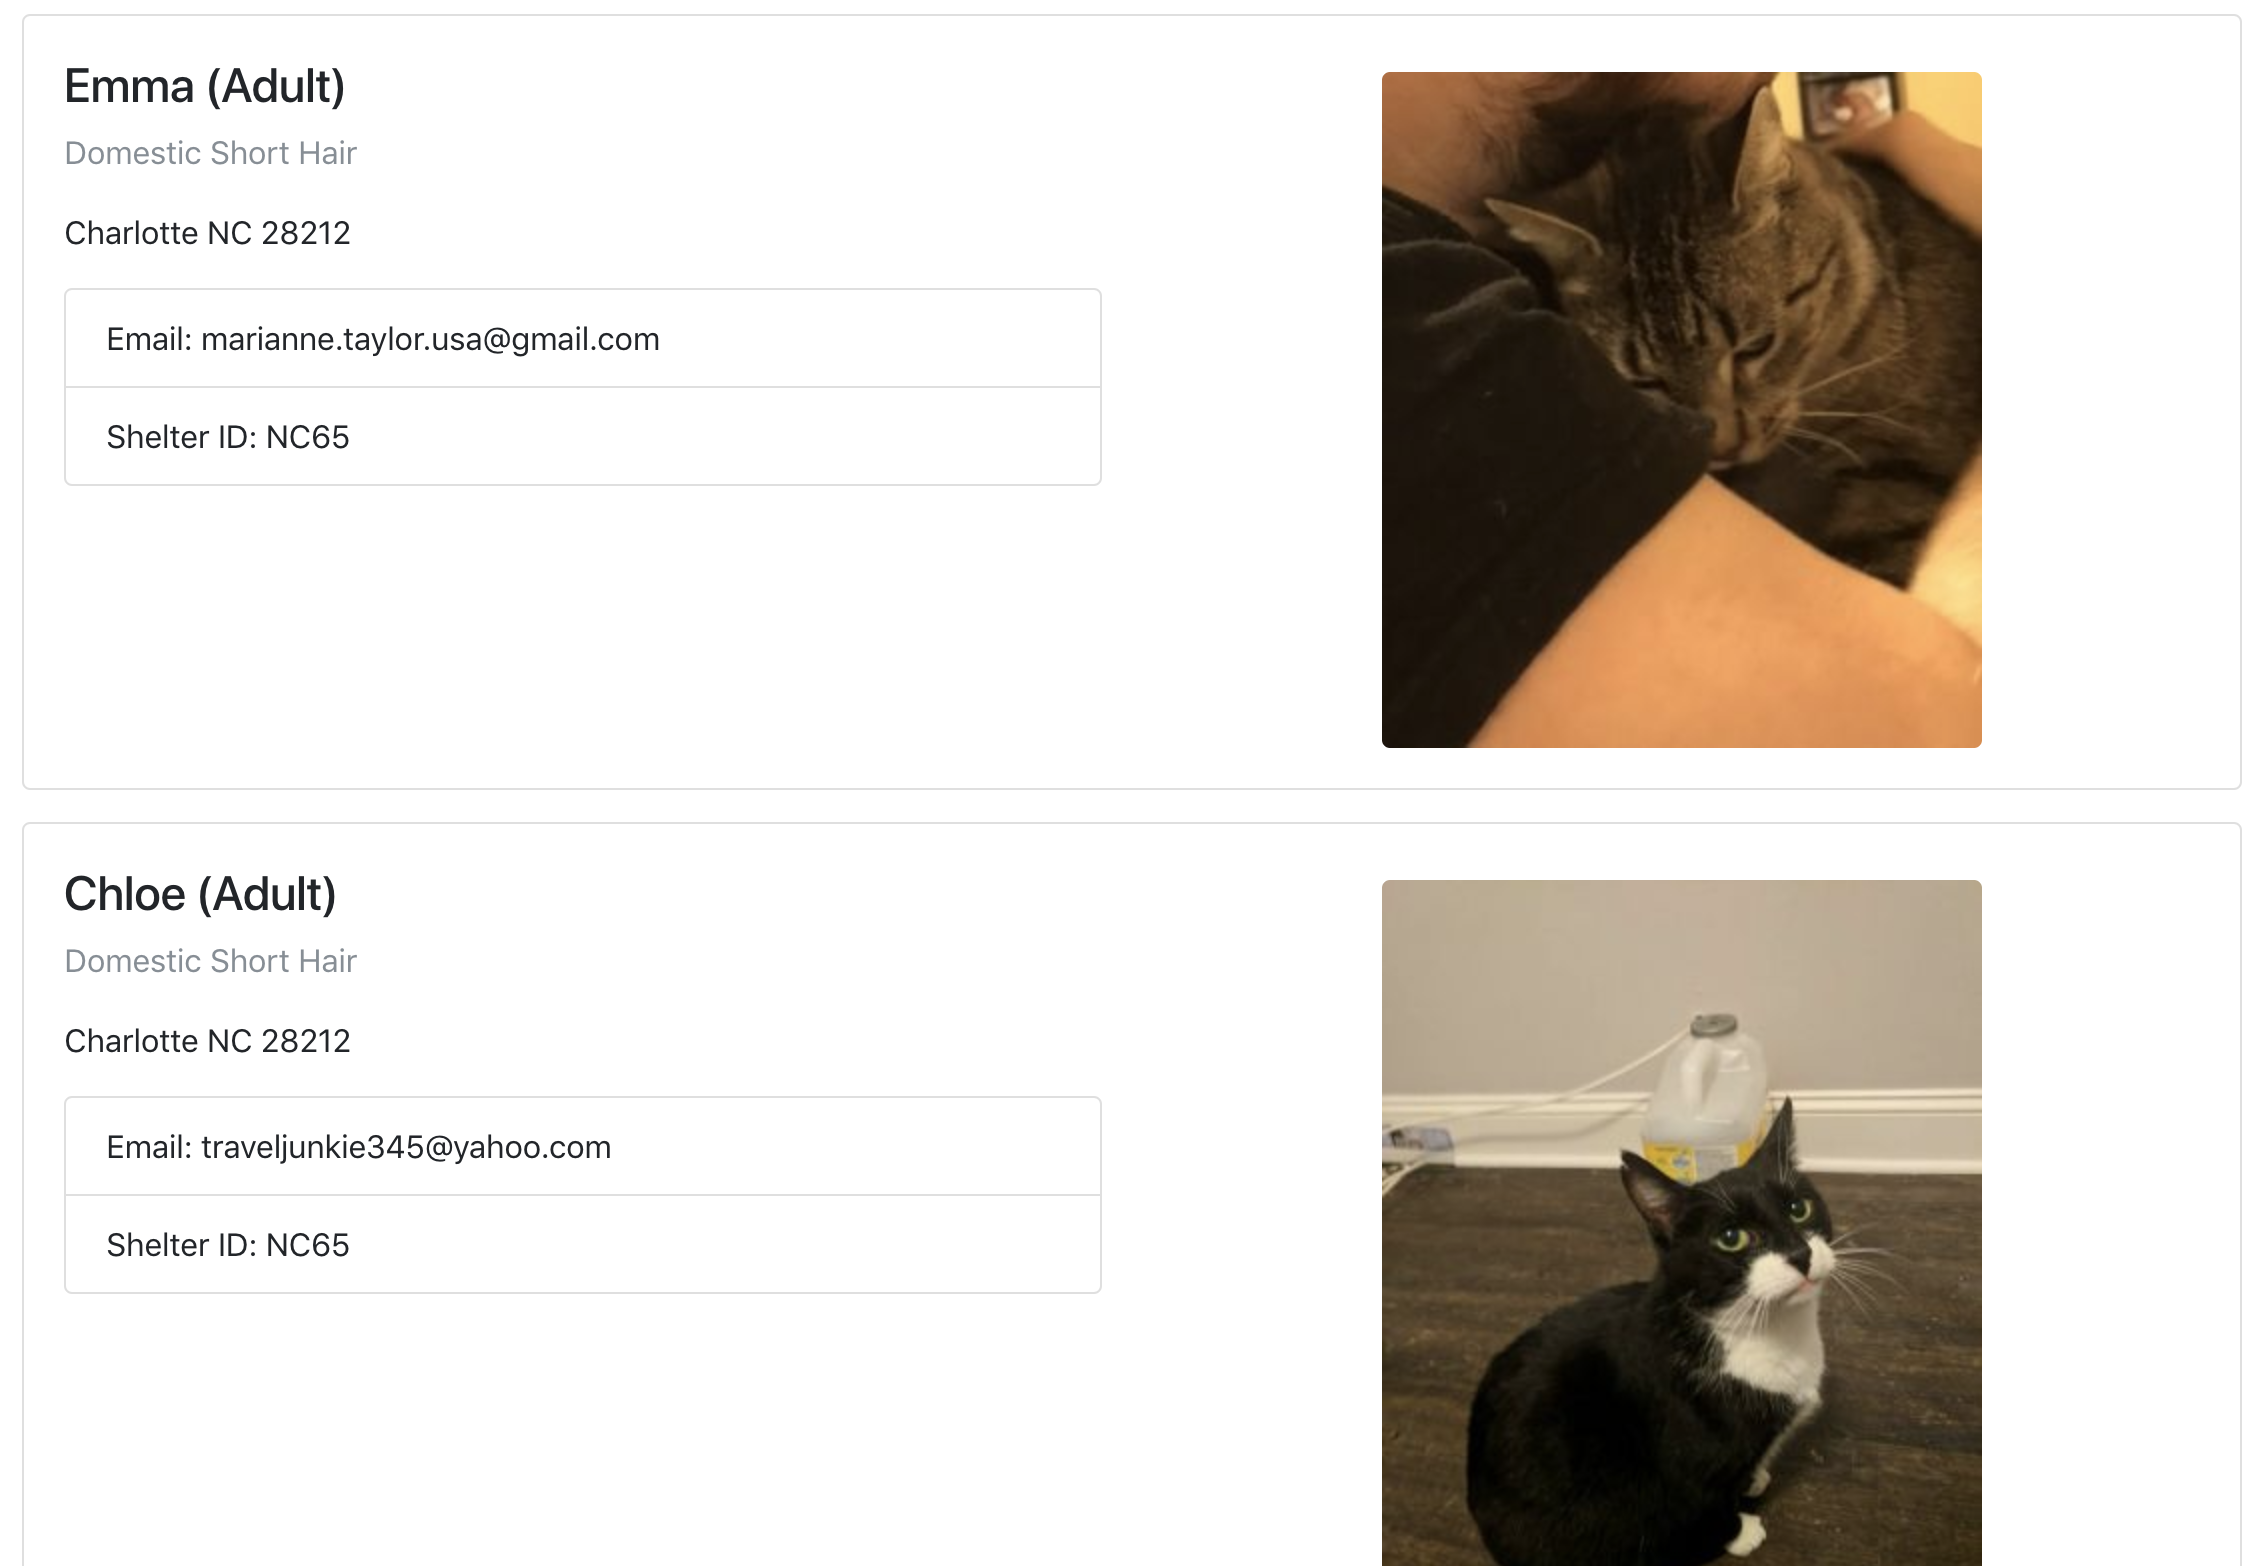 Emma (Adult)
Domestic Short Hair
Charlotte NC 28212
Email: marianne.taylor.usa@gmail.com
Shelter ID: NC65
Chloe (Adult)
Domestic Short Hair
Charlotte NC 28212
Email: traveljunkie345@yahoo.com
Shelter ID: NC65